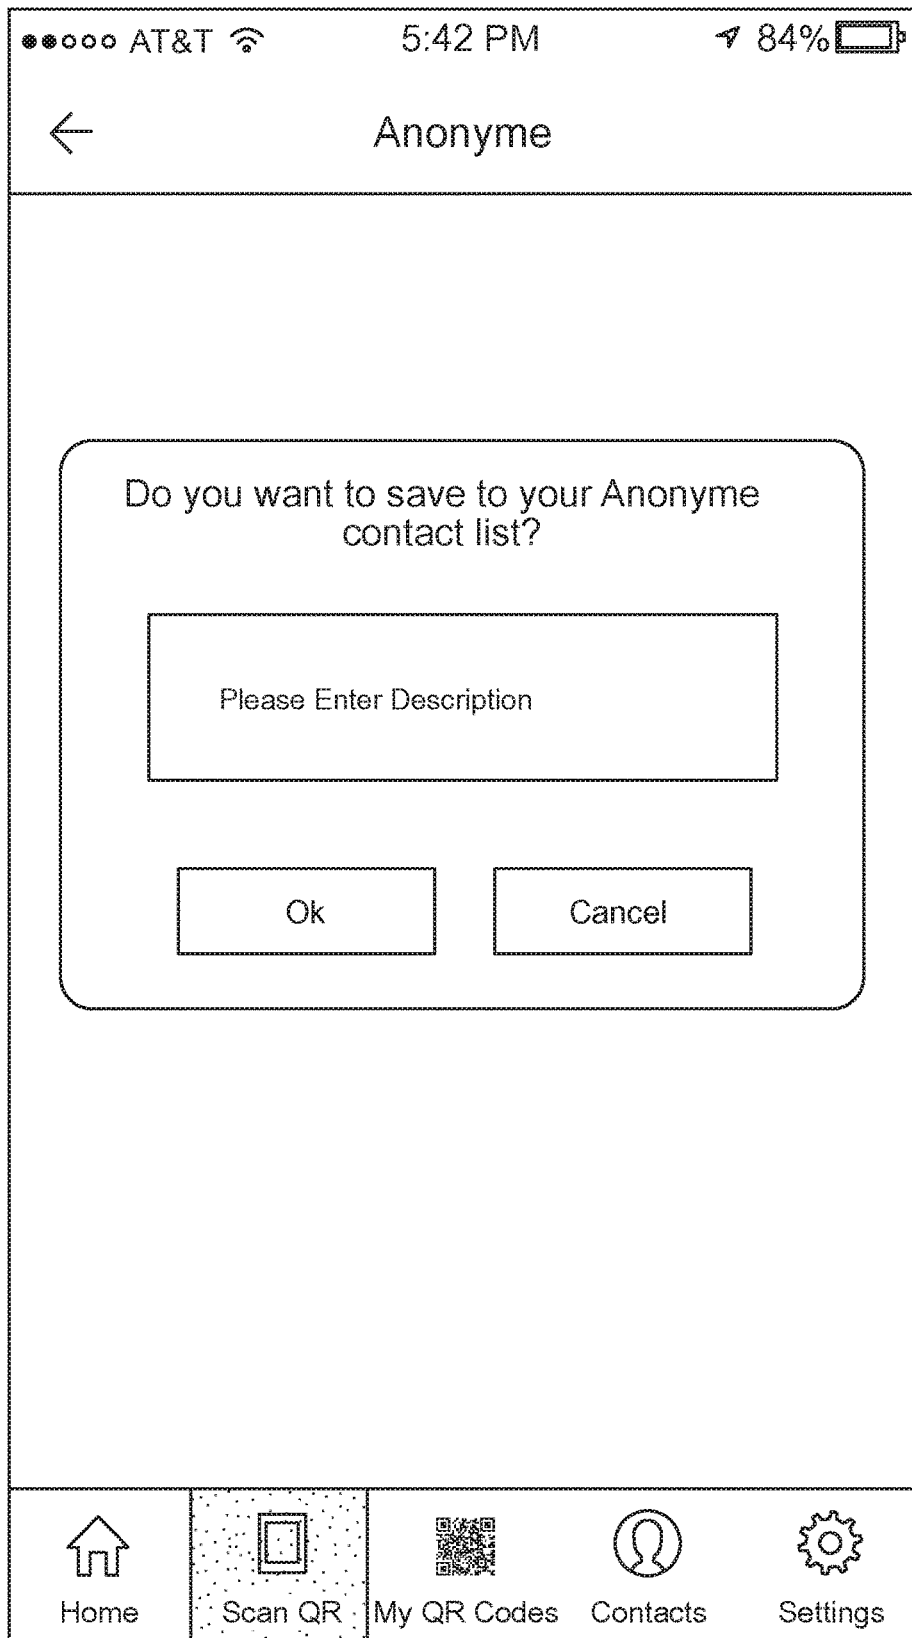 AT&T 5:42 PM 84%
Anonyme
Do you want to save to your Anonyme
contact list?
Please Enter Description
Ok Cancel
Home Scan QR My QR Codes Contacts Settings